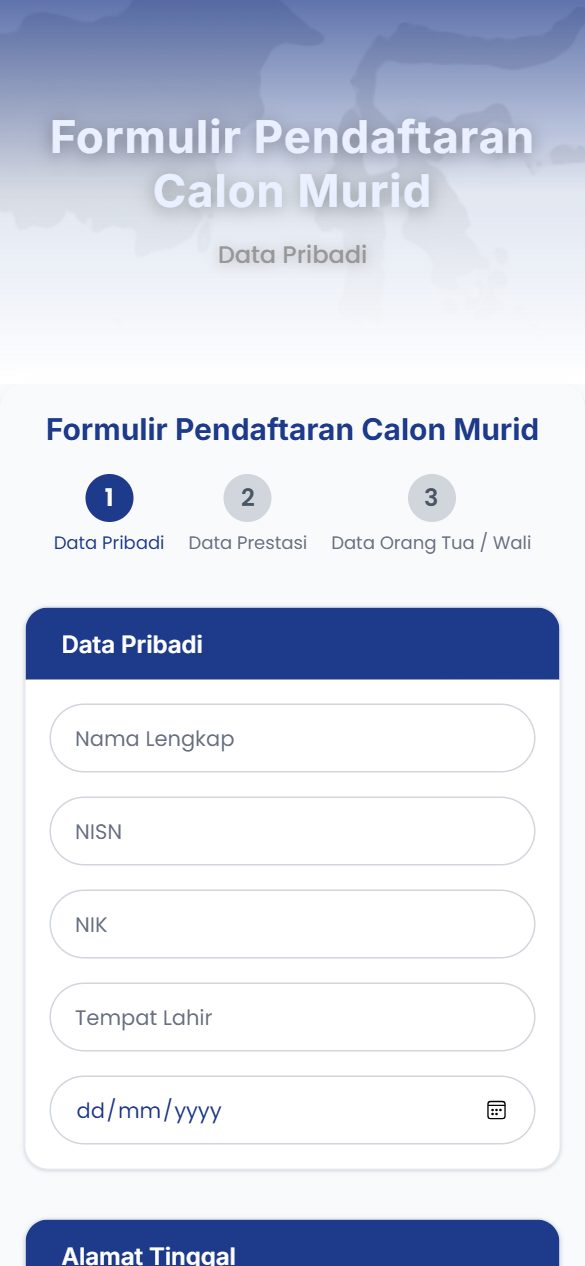 Formulir Pendaftaran
Calon Murid
Data Pribadi
Formulir Pendaftaran Calon Murid
1
2
3
Data Pribadi
Data Prestasi
Data Orang Tua / Wali
Data Pribadi
Nama Lengkap
NISN
NIK
Tempat Lahir
dd/mm/yyyy
Alamat Tinggal